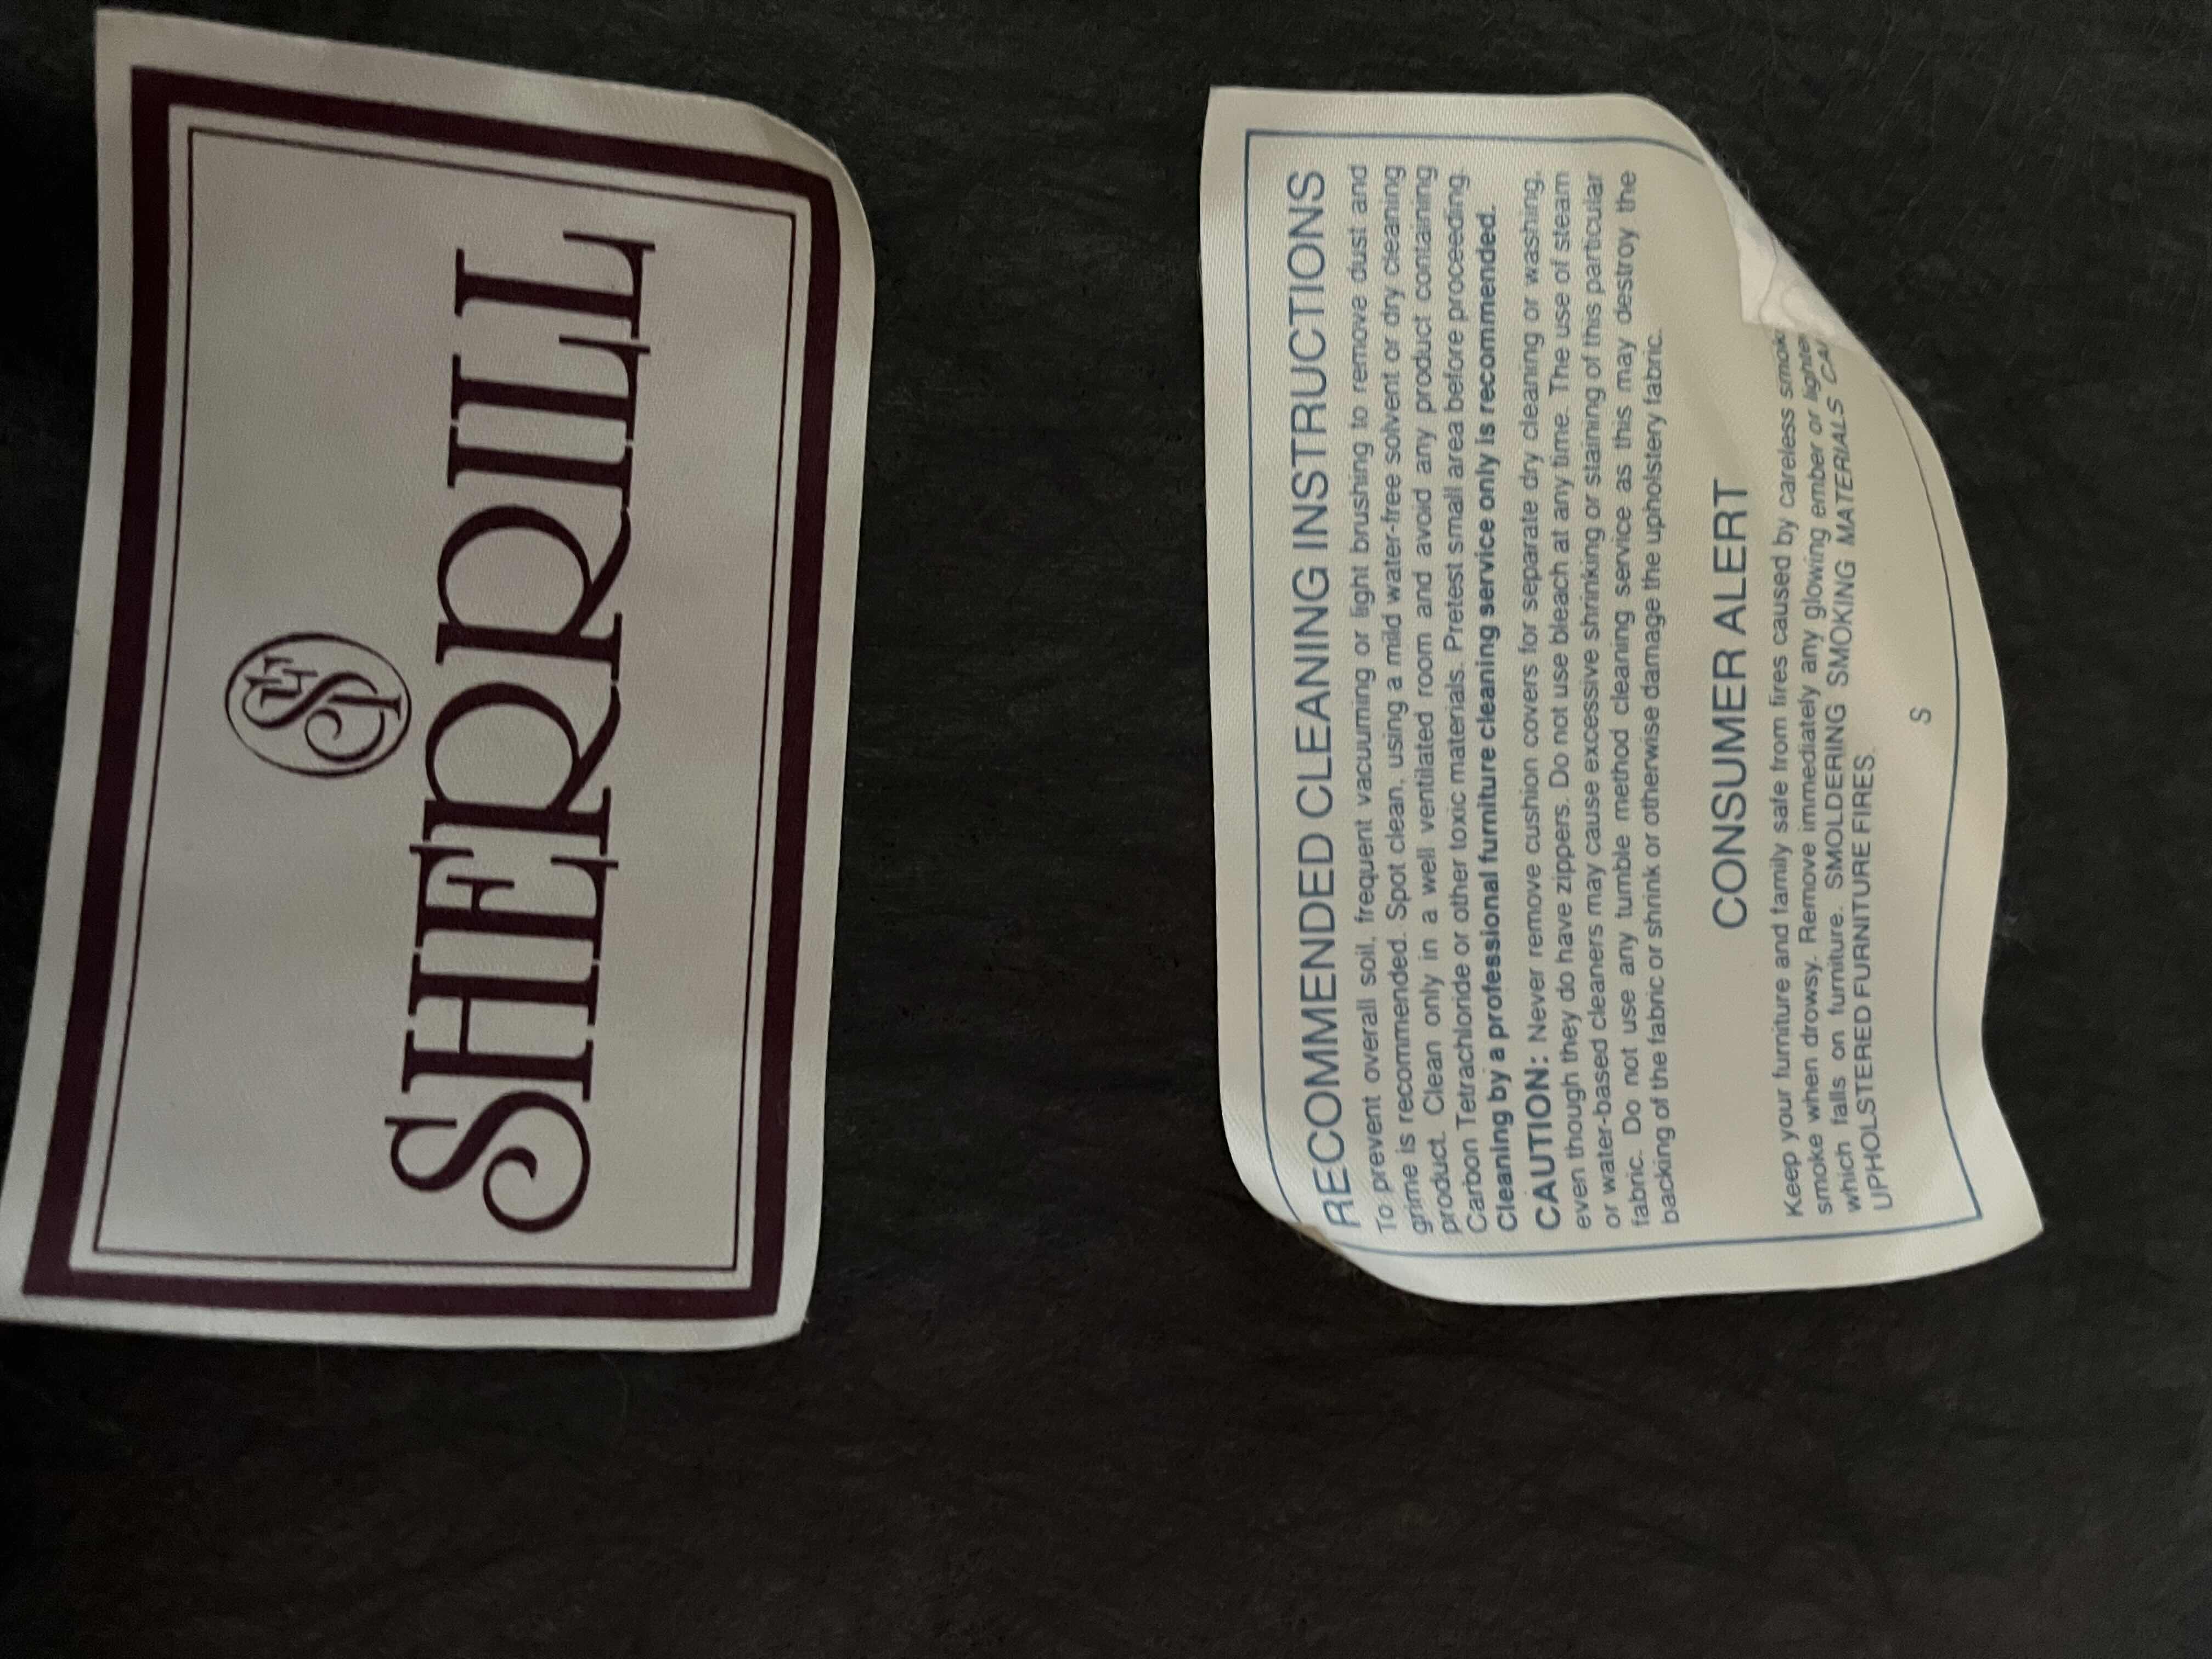 SHERRILL
RECOMMENDED CLEANING INSTRUCTIONS
To prevent overall soil, frequent vacuuming or light brushing to remove dust and
grime is recommended. Spot clean, using a mild water-free solvent or dry cleaning
product. Clean only in a well ventilated room and avoid any product containing
Carbon Tetrachloride or other toxic materials. Pretest small area before proceeding.
Cleaning by a professional furniture cleaning service only is recommended.
CAUTION: Never remove cushion covers for separate dry cleaning or washing,
even though they do have zippers. Do not use bleach at any time. The use of steam
or water-based cleaners may cause excessive shrinking or staining of this particular
fabric. Do not use any tumble method cleaning service as this may destroy the
backing of the fabric or shrink or otherwise damage the upholstery fabric.
CONSUMER ALERT
Keep your furniture and family safe from fires caused by careless
smoke when drowsy. Remove immediately any glowing ember or
which falls on furniture. SMOLDERING SMOKING MATERIALS
UPHOLSTERED FURNITURE FIRES.
S